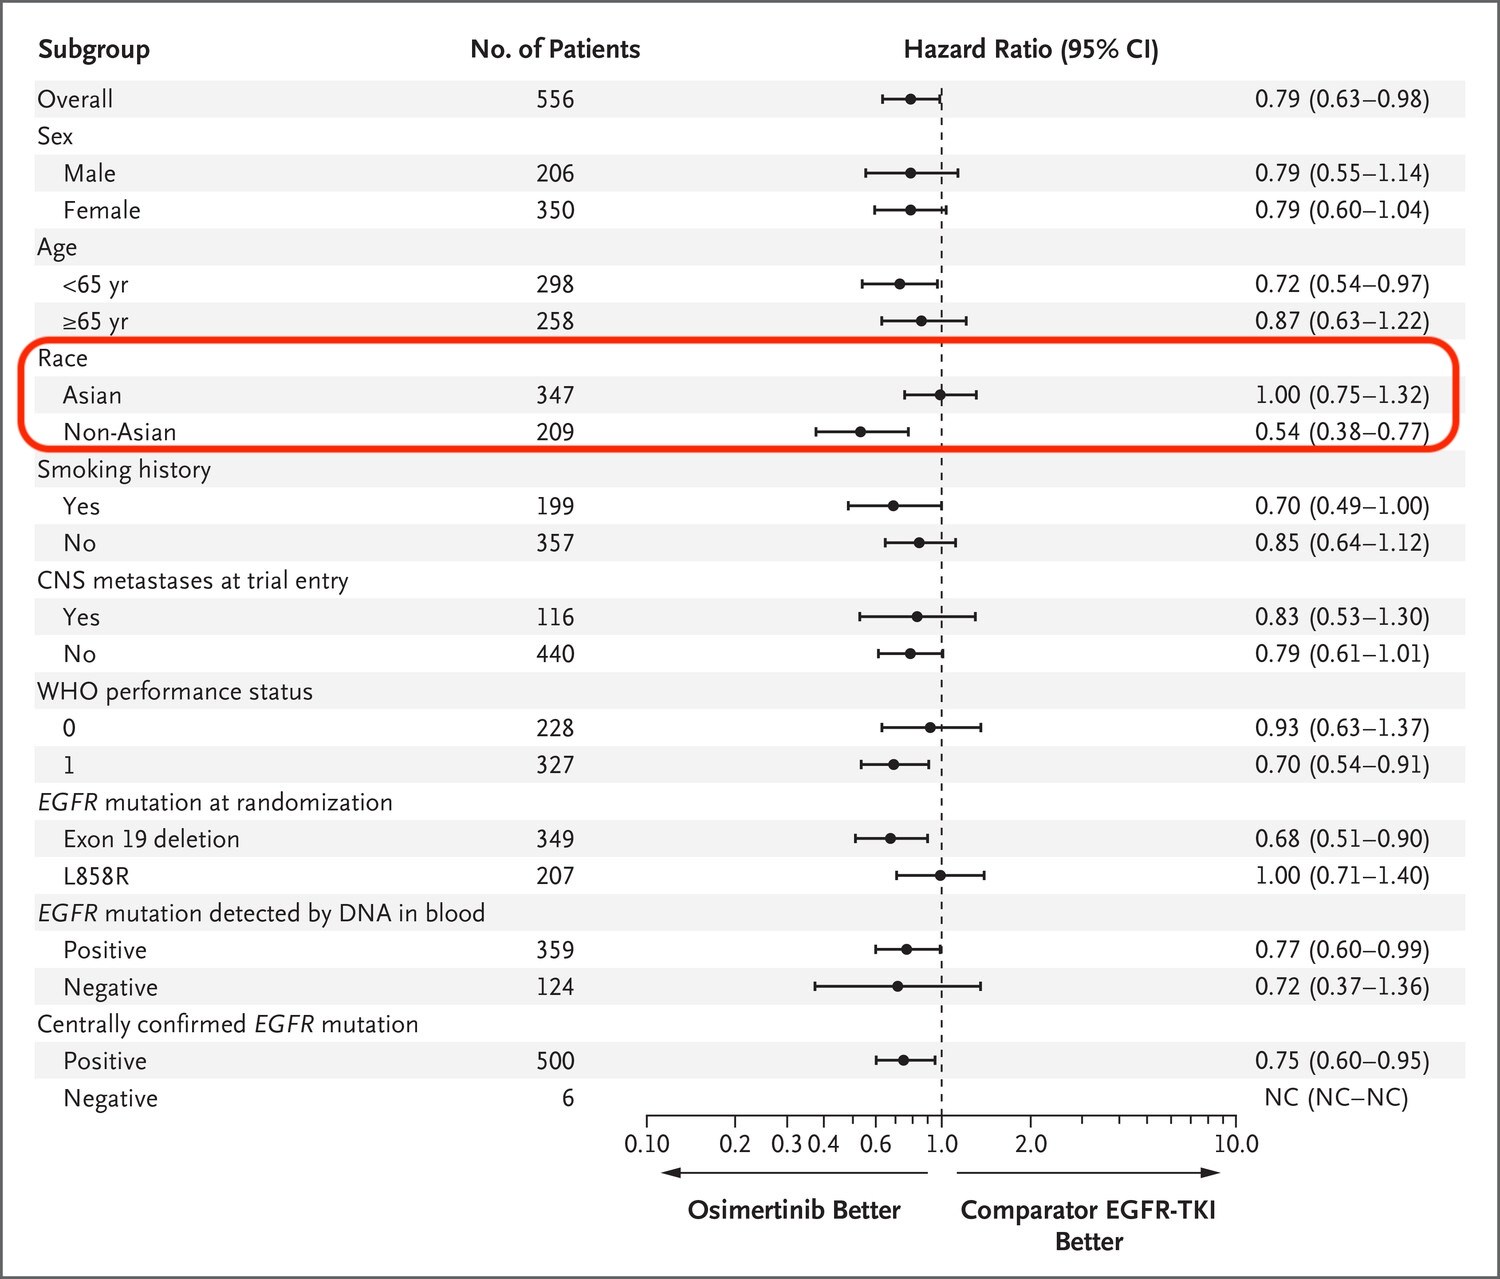 Subgroup No. of Patients Hazard Ratio (95% CI)
Overall 556 0.79 (0.63–0.98)
Sex
Male 206 0.79 (0.55–1.14)
Female 350 0.79 (0.60–1.04)
Age
<65 yr 298 0.72 (0.54–0.97)
≥65 yr 258 0.87 (0.63–1.22)
Race
Asian 347 1.00 (0.75–1.32)
Non-Asian 209 0.54 (0.38–0.77)
Smoking history
Yes 199 0.70 (0.49–1.00)
No 357 0.85 (0.64–1.12)
CNS metastases at trial entry
Yes 116 0.83 (0.53–1.30)
No 440 0.79 (0.61–1.01)
WHO performance status
0 228 0.93 (0.63–1.37)
1 327 0.70 (0.54–0.91)
EGFR mutation at randomization
Exon 19 deletion 349 0.68 (0.51–0.90)
L858R 207 1.00 (0.71–1.40)
EGFR mutation detected by DNA in blood
Positive 359 0.77 (0.60–0.99)
Negative 124 0.72 (0.37–1.36)
Centrally confirmed EGFR mutation
Positive 500 0.75 (0.60–0.95)
Negative 6 NC (NC–NC)
0.10 0.2 0.3 0.4 0.6 1.0 2.0 10.0
Osimertinib Better Comparator EGFR-TKI
Better